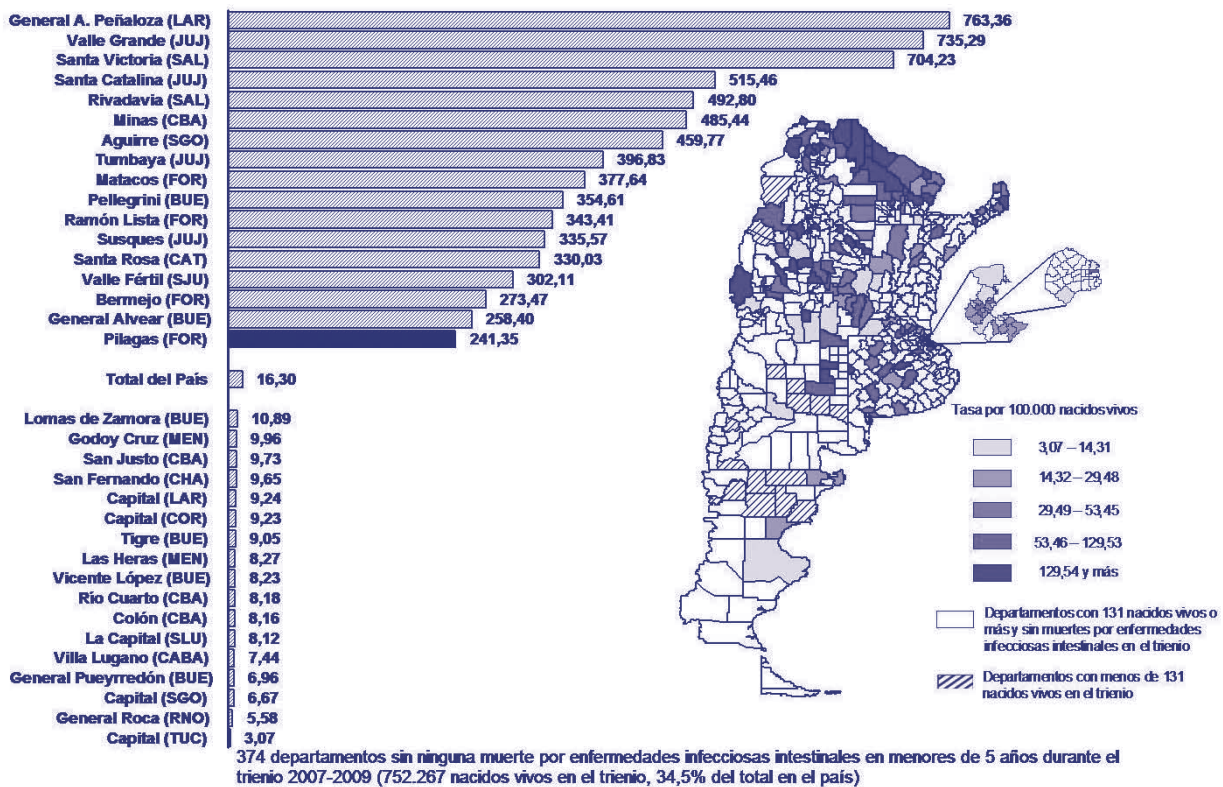 General A. Peñaloza (LAR) 763,36
Valle Grande (JUJ) 735,29
Santa Victoria (SAL) 704,23
Santa Catalina (JUJ) 515,46
Rivadavia (SAL) 492,80
Minas (CBA) 485,44
Aguirre (SGO) 459,77
Tumbaya (JUJ) 396,83
Matacos (FOR) 377,64
Pellegrini (BUE) 354,61
Ramón Lista (FOR) 343,41
Susques (JUJ) 335,57
Santa Rosa (CAT) 330,03
Valle Fértil (SJU) 302,11
Bermejo (FOR) 273,47
General Alvear (BUE) 258,40
Pilagas (FOR) 241,35
Total del País 16,30
Lomas de Zamora (BUE) 10,89
Godoy Cruz (MEN) 9,96
San Justo (CBA) 9,73
San Fernando (CHA) 9,65
Capital (LAR) 9,24
Capital (COR) 9,23
Tigre (BUE) 9,05
Las Heras (MEN) 8,27
Vicente López (BUE) 8,23
Río Cuarto (CBA) 8,18
Colón (CBA) 8,16
La Capital (SLU) 8,12
Villa Lugano (CABA) 7,44
General Pueyrredón (BUE) 6,96
Capital (SGO) 6,67
General Roca (RNO) 5,58
Capital (TUC) 3,07
Tasa por 100.000 nacidos vivos
3,07 – 14,31
14,32 – 29,48
29,49 – 53,45
53,46 – 129,53
129,54 y más
Departamentos con 131 nacidos vivos o
más y sin muertes por enfermedades
infecciosas intestinales en el trienio
Departamentos con menos de 131
nacidos vivos en el trienio
374 departamentos sin ninguna muerte por enfermedades infecciosas intestinales en menores de 5 años durante el
trienio 2007-2009 (752.267 nacidos vivos en el trienio, 34,5% del total en el país)